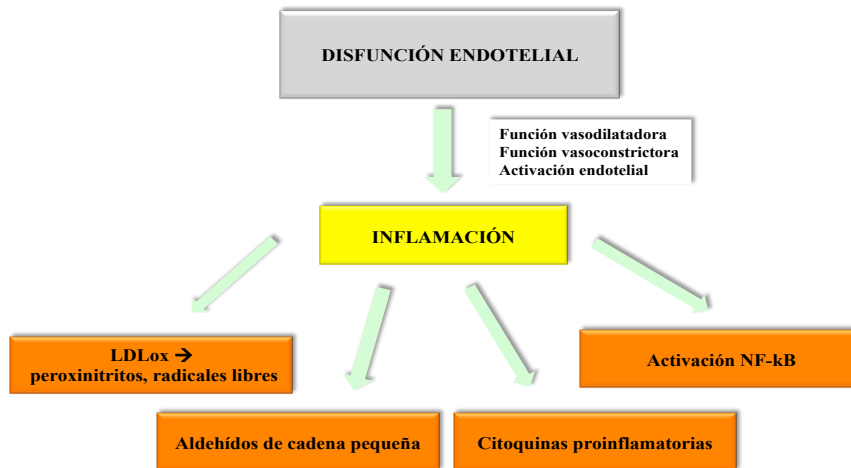 DISFUNCIÓN ENDOTELIAL
Función vasodilatadora
Función vasoconstrictora
Activación endotelial
INFLAMACIÓN
LDLox →
peroxinitritos, radicales libres
Activación NF-kB
Aldehídos de cadena pequeña
Citoquinas proinflamatorias